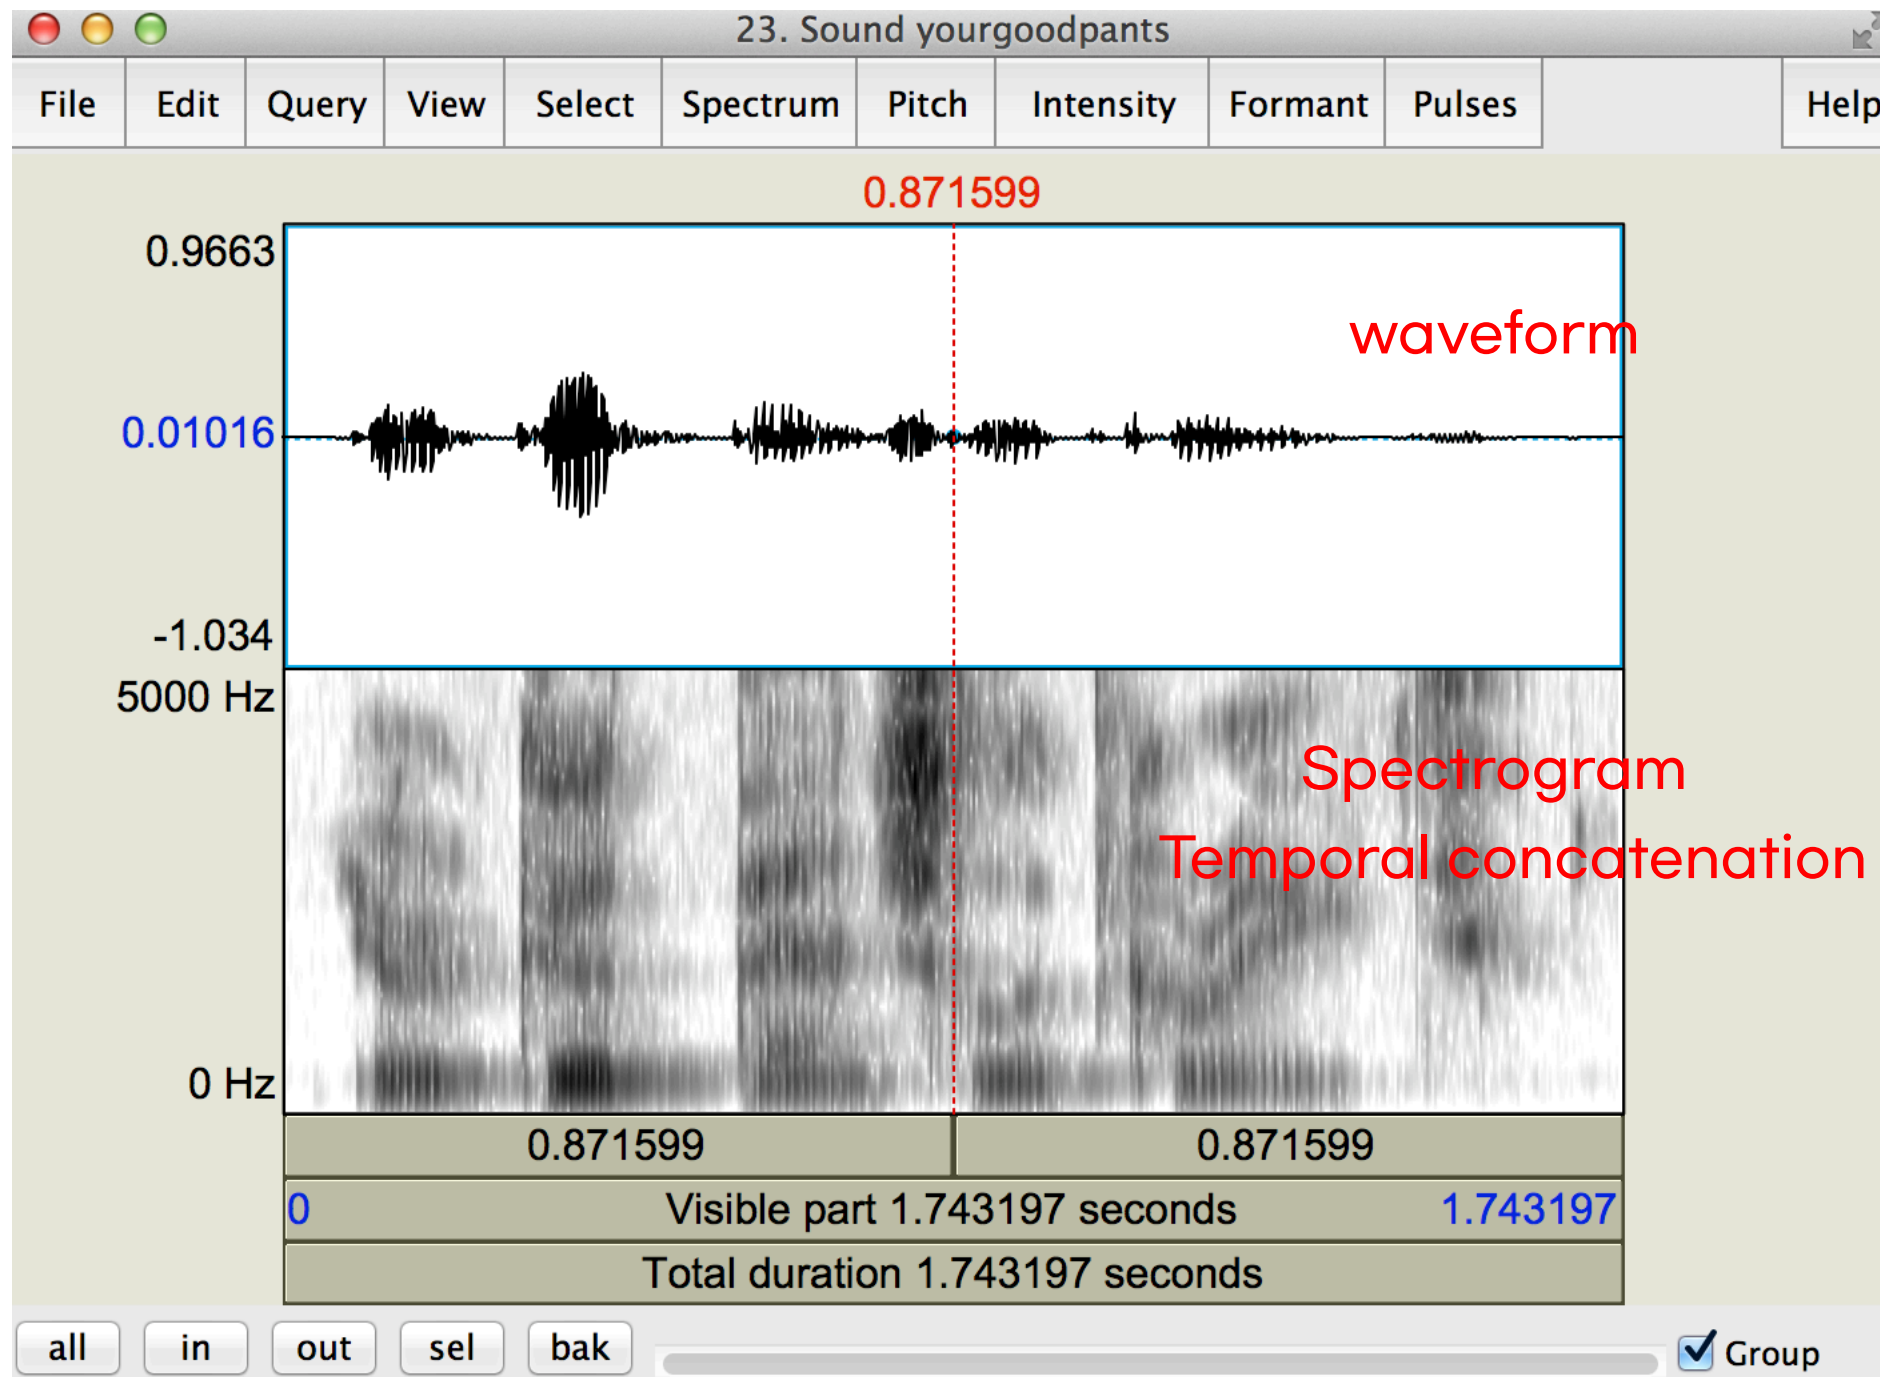 23. Sound yourgoodpants
File Edit Query View Select Spectrum Pitch Intensity Formant Pulses Help
0.871599
0.9663
waveform
0.01016
-1.034
5000 Hz
Spectrogram
Temporal concatenation
0 Hz
0.871599 0.871599
0 Visible part 1.743197 seconds 1.743197
Total duration 1.743197 seconds
all in out sel bak Group